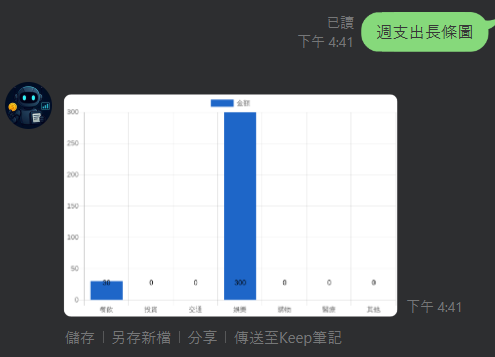 已讀
下午 4:41
週支出長條圖
金額
300
250
200
150
100
50
0
30 0 0 300 0 0 0
餐飲 投資 交通 娛樂 購物 醫療 其他
下午 4:41
儲存｜另存新檔｜分享｜傳送至Keep筆記